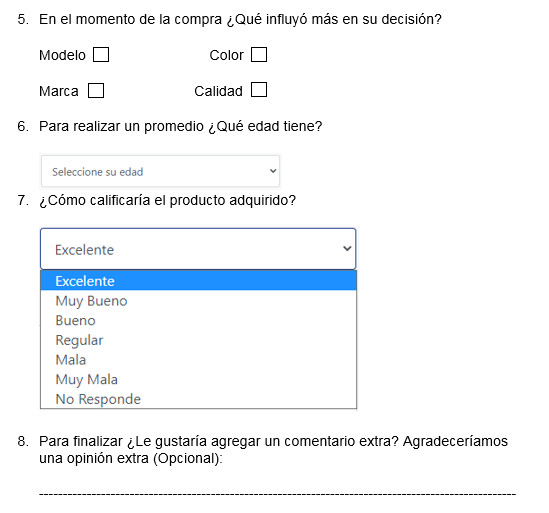 5. En el momento de la compra ¿Qué influyó más en su decisión?
Modelo Color
Marca Calidad
6. Para realizar un promedio ¿Qué edad tiene?
Seleccione su edad
7. ¿Cómo calificaría el producto adquirido?
Excelente
Excelente
Muy Bueno
Bueno
Regular
Mala
Muy Mala
No Responde
8. Para finalizar ¿Le gustaría agregar un comentario extra? Agradeceríamos
una opinión extra (Opcional):